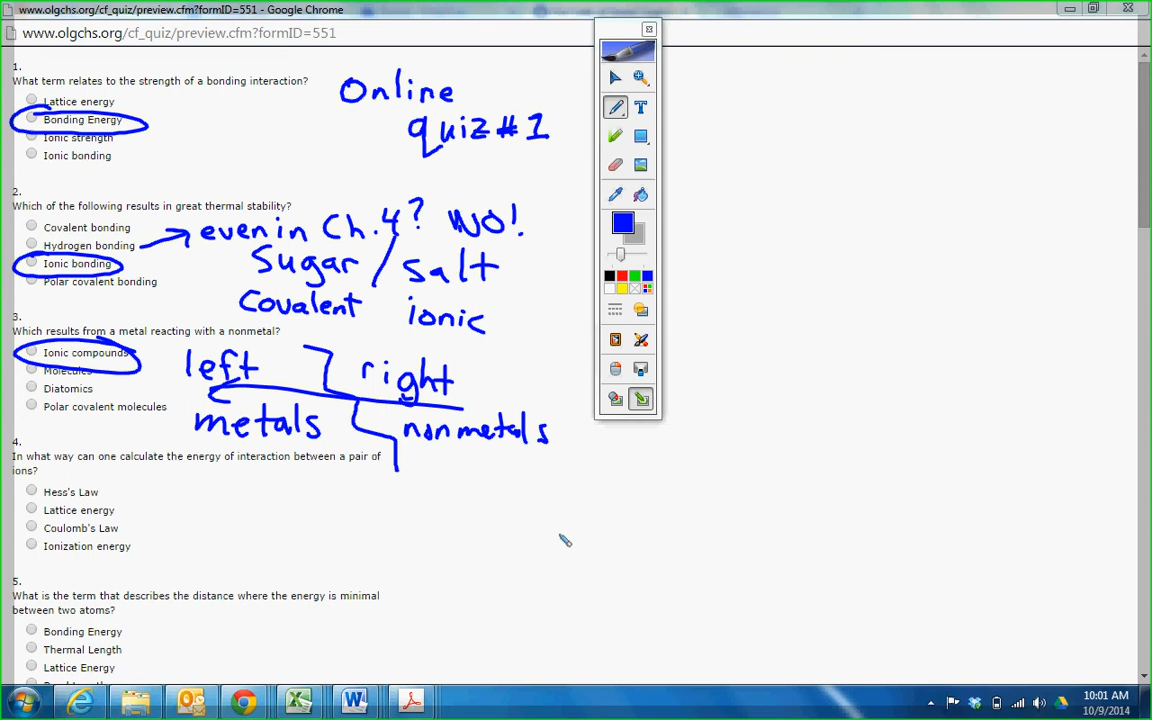 www.olgchs.org/cf_quiz/preview.cfm?formID=551 - Google Chrome
www.olgchs.org/cf_quiz/preview.cfm?formID=551
1.
What term relates to the strength of a bonding interaction?
Lattice energy
Bonding Energy
Ionic strength
Ionic bonding
Online
quiz #1
2.
Which of the following results in great thermal stability?
Covalent bonding
Hydrogen bonding
Ionic bonding
Polar covalent bonding
even in Ch. 4? NO!
Sugar / salt
Covalent ionic
3.
Which results from a metal reacting with a nonmetal?
Ionic compounds
Molecules
Diatomics
Polar covalent molecules
left right
metals nonmetals
4.
In what way can one calculate the energy of interaction between a pair of
ions?
Hess's Law
Lattice energy
Coulomb's Law
Ionization energy
5.
What is the term that describes the distance where the energy is minimal
between two atoms?
Bonding Energy
Thermal Length
Lattice Energy
10:01 AM
10/9/2014